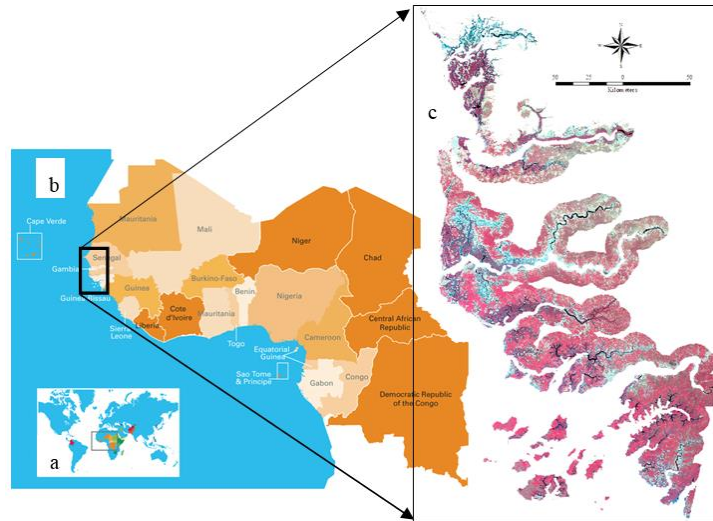 b
Cape Verde
Mauritania
Mali
Niger
Chad
Senegal
Gambia
Guinea Bissau
Guinea
Burkina-Faso
Benin
Nigeria
Sierra
Leone
Liberia
Cote
d'Ivoire
Mauritania
Togo
Cameroon
Central African
Republic
Equatorial
Guinea
Sao Tome
& Principe
Gabon
Congo
Democratic Republic
of the Congo
a
c
50 25 0 50
Kilometers